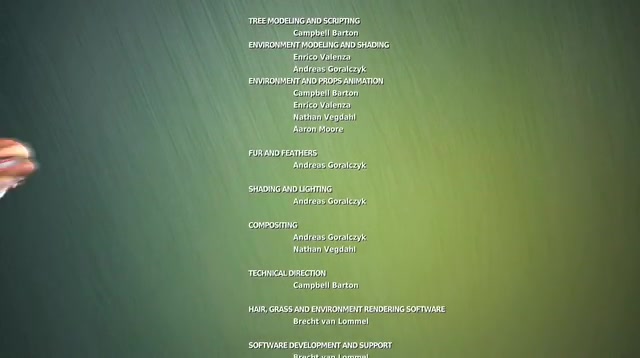 TREE MODELING AND SCRIPTING
Campbell Barton
ENVIRONMENT MODELING AND SHADING
Enrico Valenza
Andreas Goralczyk
ENVIRONMENT AND PROPS ANIMATION
Campbell Barton
Enrico Valenza
Nathan Vegdahl
Aaron Moore
FUR AND FEATHERS
Andreas Goralczyk
SHADING AND LIGHTING
Andreas Goralczyk
COMPOSITING
Andreas Goralczyk
Nathan Vegdahl
TECHNICAL DIRECTION
Campbell Barton
HAIR, GRASS AND ENVIRONMENT RENDERING SOFTWARE
Brecht van Lommel
SOFTWARE DEVELOPMENT AND SUPPORT
Brecht van Lommel